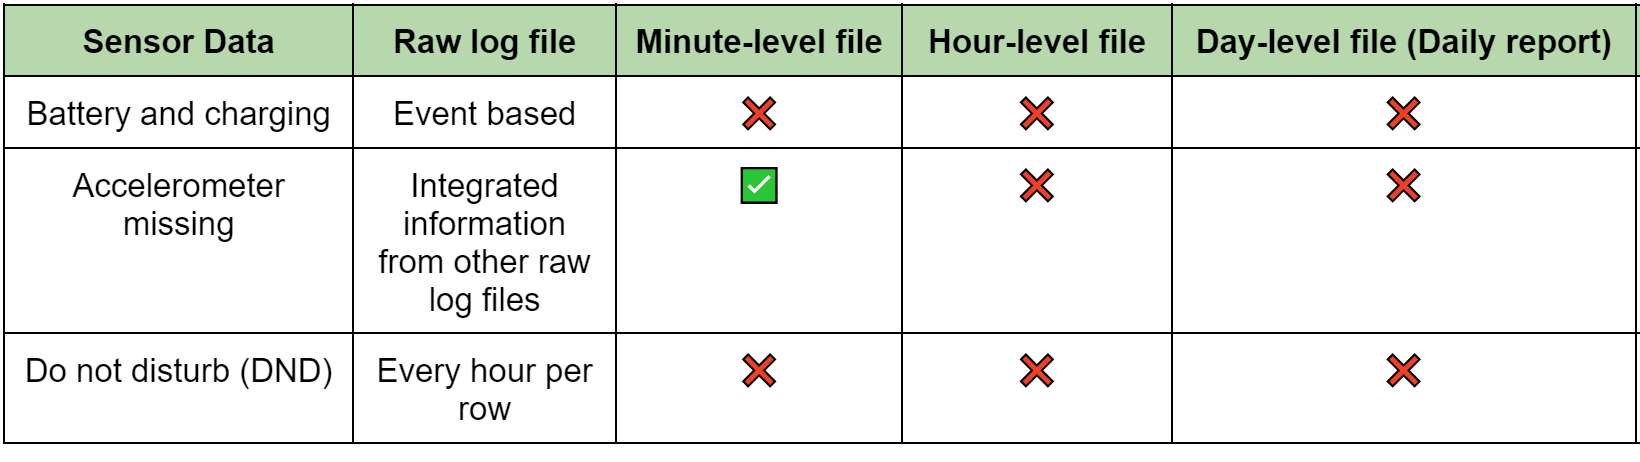 Sensor Data Raw log file Minute-level file Hour-level file Day-level file (Daily report)
Battery and charging Event based ❌ ❌ ❌
Accelerometer missing Integrated information from other raw log files ✅ ❌ ❌
Do not disturb (DND) Every hour per row ❌ ❌ ❌